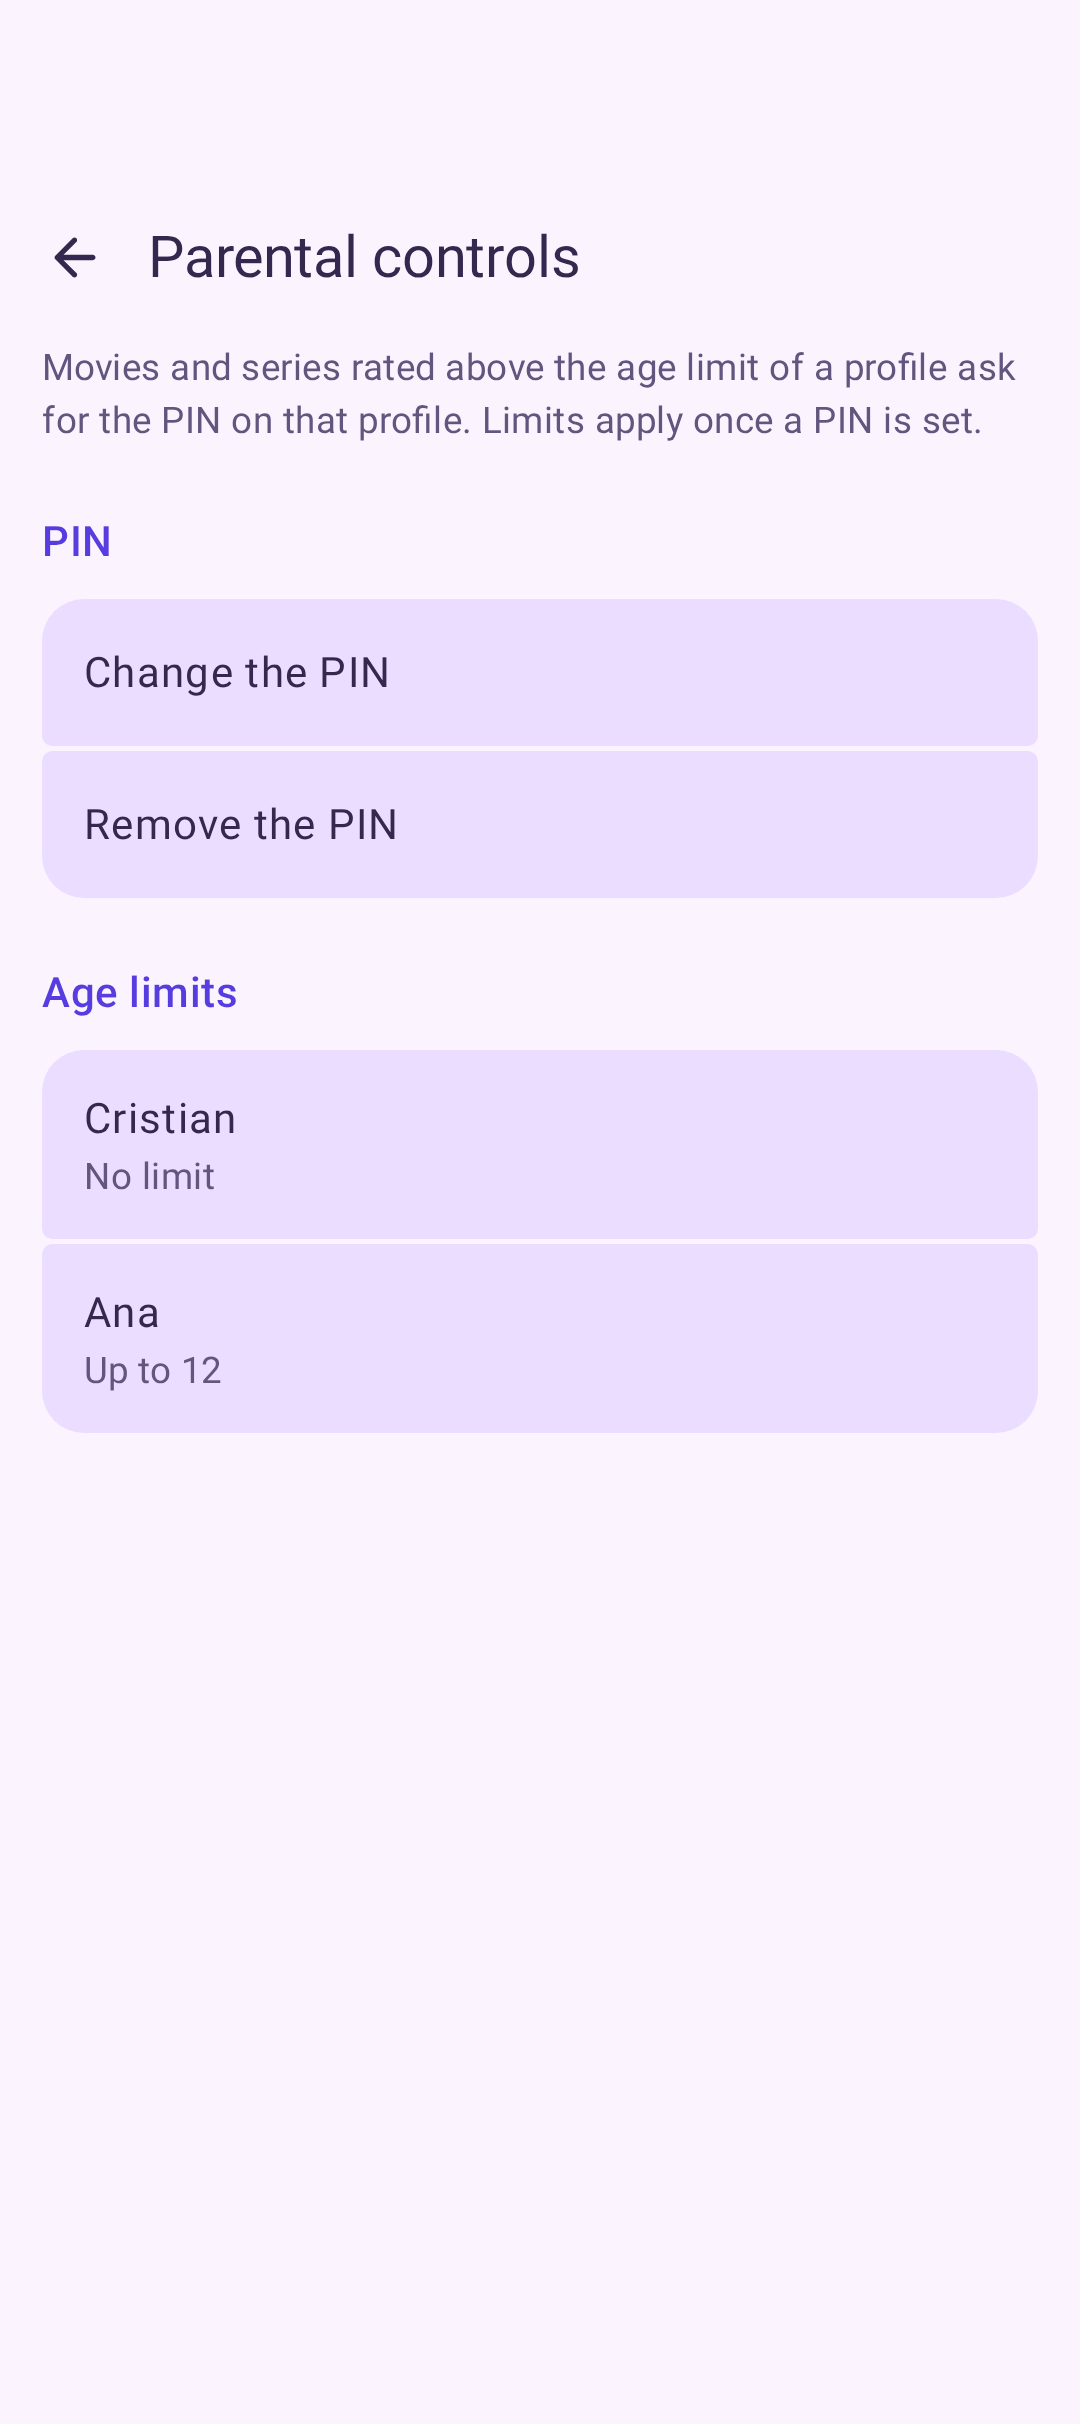 Parental controls
Movies and series rated above the age limit of a profile ask
for the PIN on that profile. Limits apply once a PIN is set.
PIN
Change the PIN
Remove the PIN
Age limits
Cristian
No limit
Ana
Up to 12